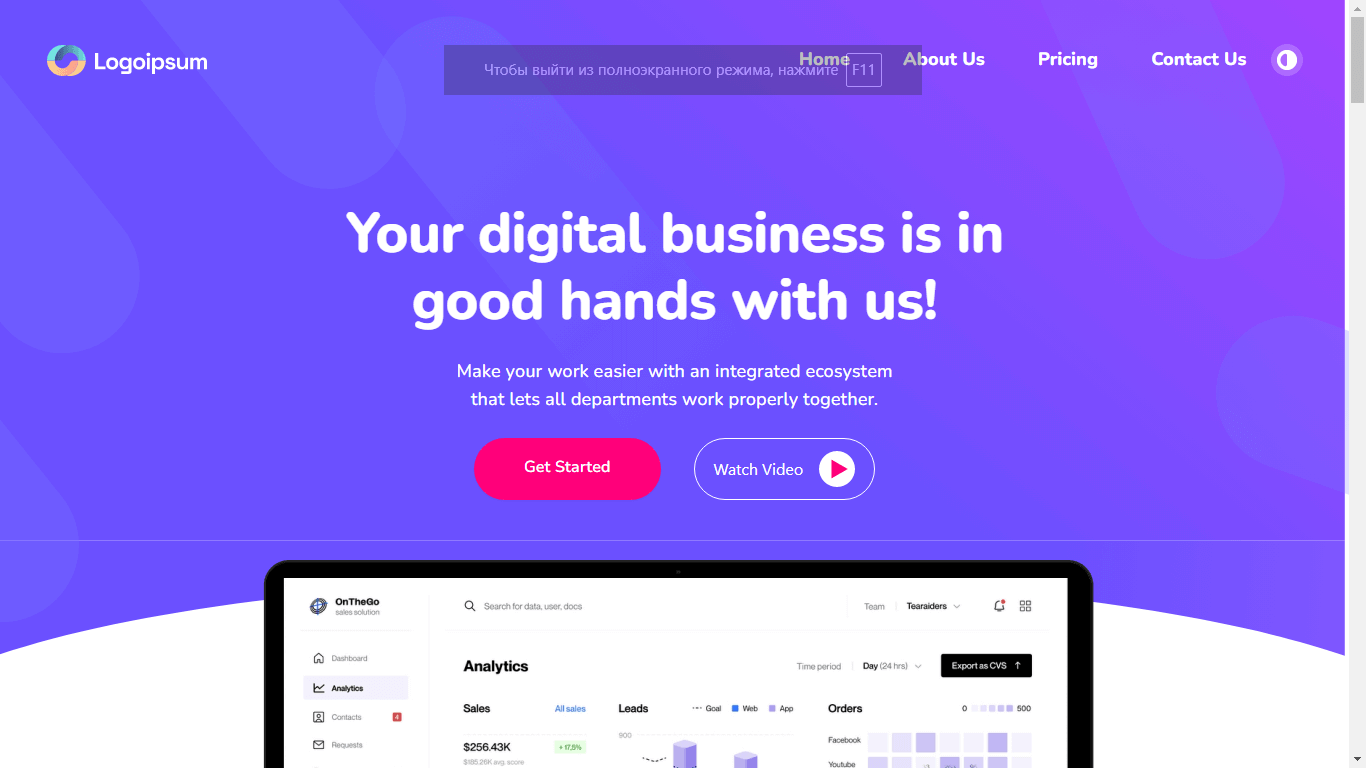 Logoipsum
Чтобы выйти из полноэкранного режима, нажмите F11
Home About Us Pricing Contact Us
Your digital business is in
good hands with us!
Make your work easier with an integrated ecosystem
that lets all departments work properly together.
Get Started
Watch Video
OnTheGo
sales solution
Search for data, user, docs
Team Tearaiders
Dashboard
Analytics
Contacts 4
Requests
Analytics
Time period Day (24 hrs) Export as CVS
Sales All sales
$256.43K +17,5%
$185.26K avg. score
Leads Goal Web App
900
Orders 0 500
Facebook
Youtube